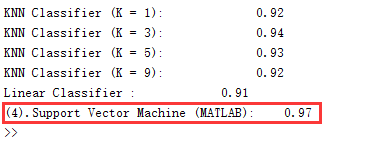 KNN Classifier (K = 1): 0.92
KNN Classifier (K = 3): 0.94
KNN Classifier (K = 5): 0.93
KNN Classifier (K = 9): 0.92
Linear Classifier : 0.91
(4).Support Vector Machine (MATLAB): 0.97
>>